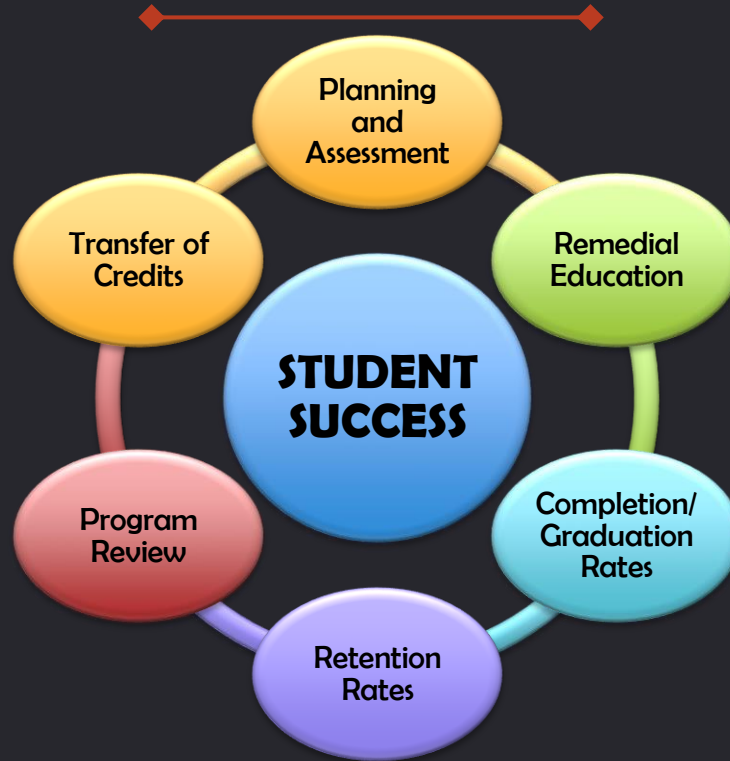 Planning
and
Assessment
Remedial
Education
Completion/
Graduation
Rates
Retention
Rates
Program
Review
Transfer of
Credits
STUDENT
SUCCESS